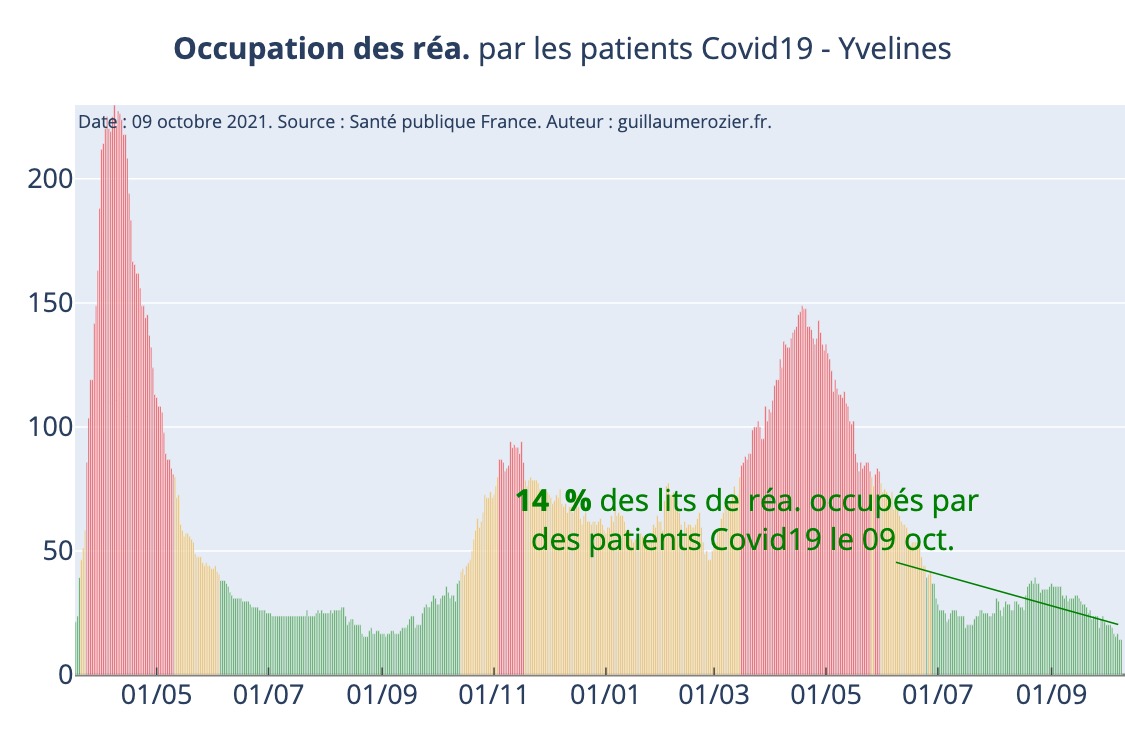 Occupation des réa. par les patients Covid19 - Yvelines
Date : 09 octobre 2021. Source : Santé publique France. Auteur : guillaumerozier.fr.
200
150
100
50
0
14 % des lits de réa. occupés par
des patients Covid19 le 09 oct.
01/05 01/07 01/09 01/11 01/01 01/03 01/05 01/07 01/09